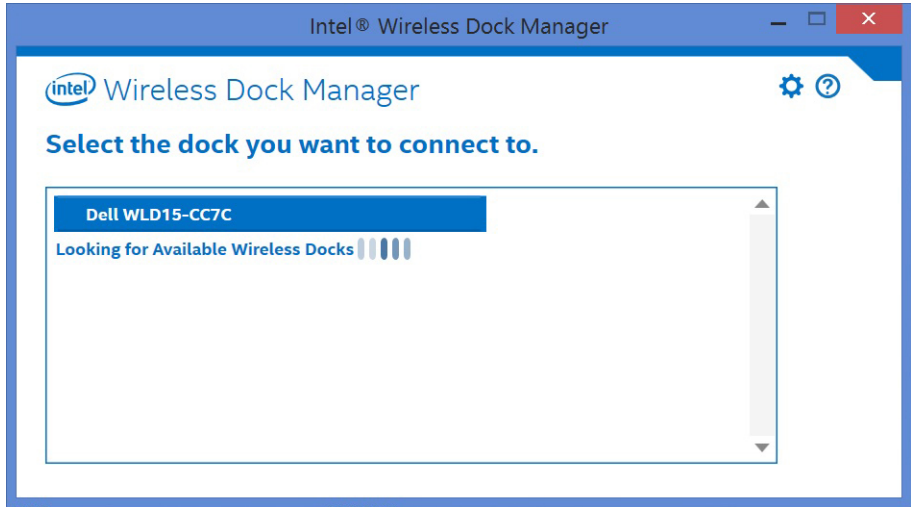 Intel® Wireless Dock Manager
intel Wireless Dock Manager
Select the dock you want to connect to.
Dell WLD15-CC7C
Looking for Available Wireless Docks